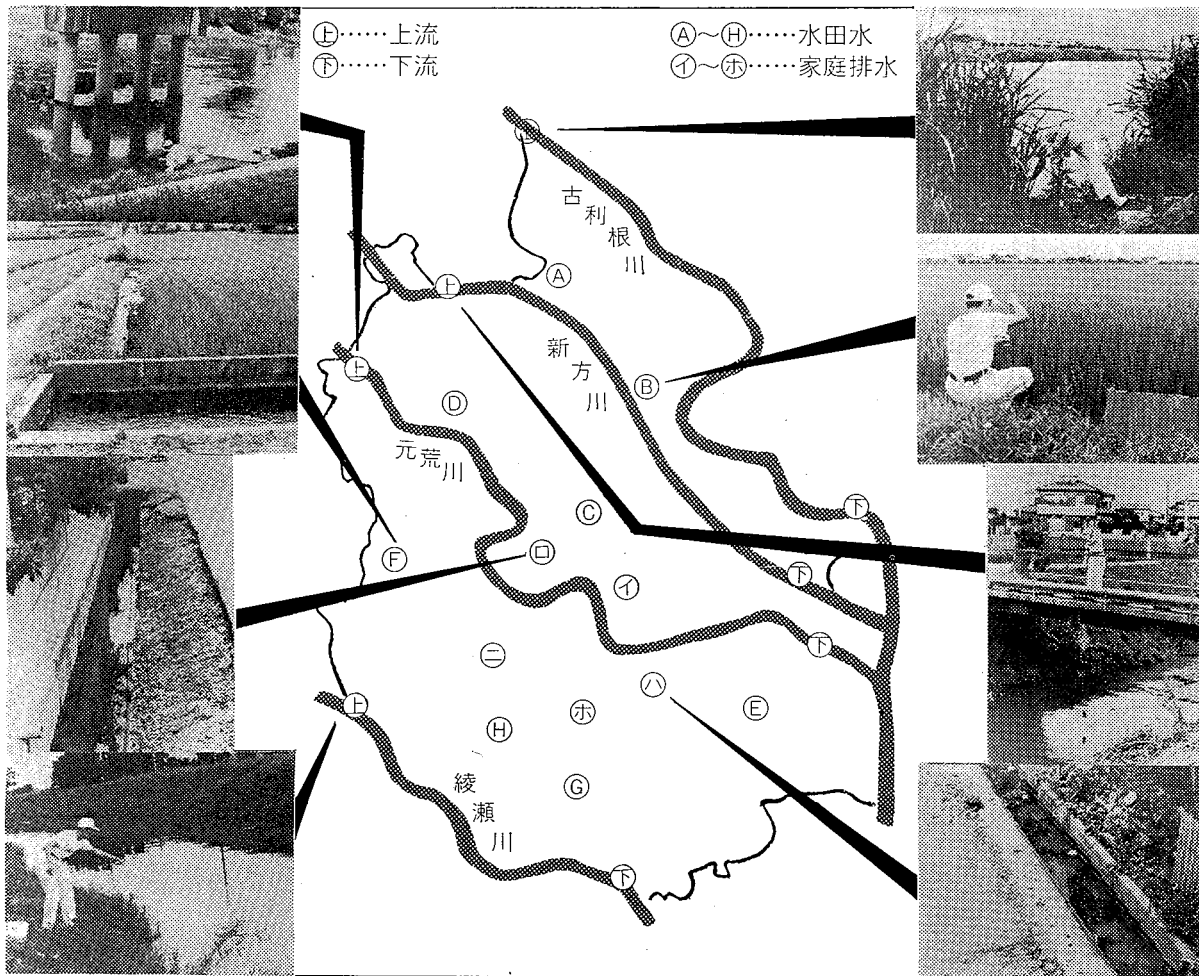 ㊤……上流
㊦……下流
Ⓐ～Ⓗ……水田水
㋑～㋭……家庭排水
㊤
古利根川
Ⓐ
㊤
新方川
㊤
Ⓑ
Ⓓ
元荒川
Ⓒ
㊦
Ⓕ
㋺
㋑
㊦
㊦
㋥
㋩
㊤
Ⓔ
㋭
Ⓗ
Ⓖ
綾瀬川
㊦